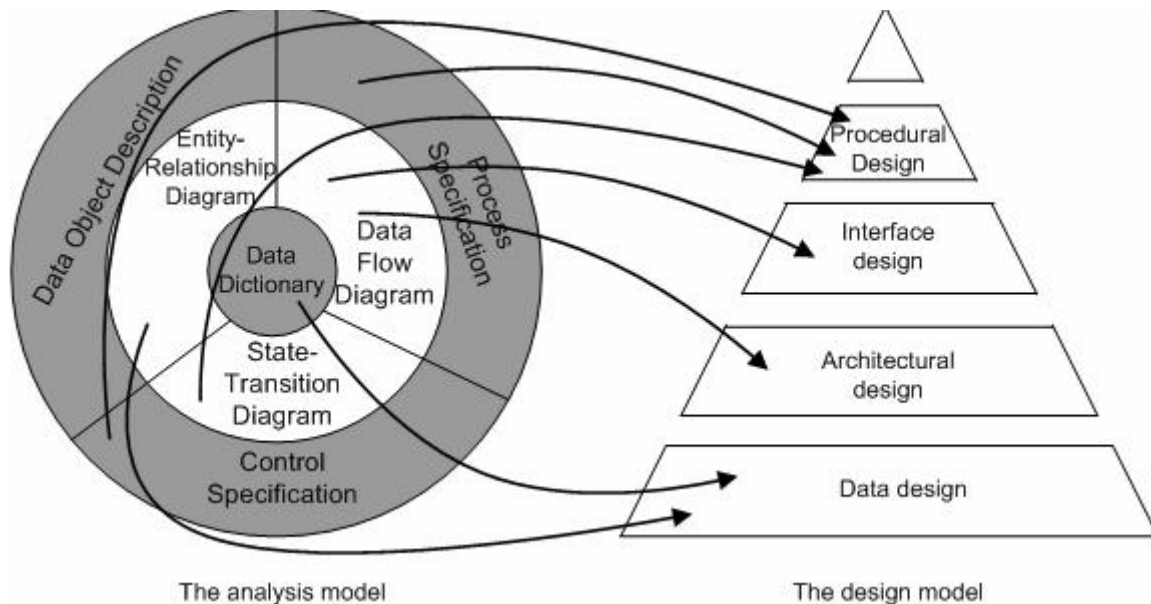 Data Object Description
Entity-
Relationship
Diagram
Process
Specification
Data
Dictionary
Data
Flow
Diagram
State-
Transition
Diagram
Control
Specification
The analysis model
Procedural
Design
Interface
design
Architectural
design
Data design
The design model